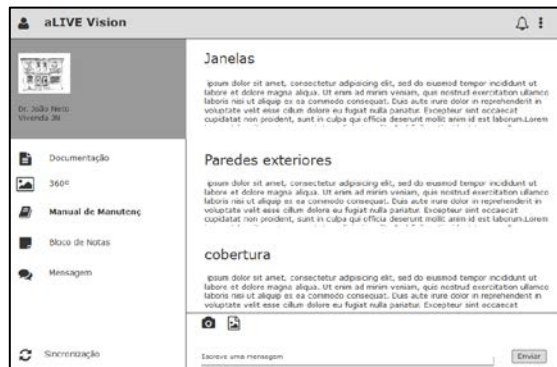 aLIVE Vision
Dr. João Neto
Vivenda JN
Documentação
360º
Manual de Manutenç
Bloco de Notas
Mensagem
Sincronização
Janelas
ipsum dolor sit amet, consectetur adipisicing elit, sed do eiusmod tempor incididunt ut
labore et dolore magna aliqua. Ut enim ad minim veniam, quis nostrud exercitation ullamco
laboris nisi ut aliquip ex ea commodo consequat. Duis aute irure dolor in reprehenderit in
voluptate velit esse cillum dolore eu fugiat nulla pariatur. Excepteur sint occaecat
cupidatat non proident, sunt in culpa qui officia deserunt mollit anim id est laborum.Lorem
Paredes exteriores
ipsum dolor sit amet, consectetur adipisicing elit, sed do eiusmod tempor incididunt ut
labore et dolore magna aliqua. Ut enim ad minim veniam, quis nostrud exercitation ullamco
laboris nisi ut aliquip ex ea commodo consequat. Duis aute irure dolor in reprehenderit in
voluptate velit esse cillum dolore eu fugiat nulla pariatur. Excepteur sint occaecat
cupidatat non proident, sunt in culpa qui officia deserunt mollit anim id est laborum.Lorem
cobertura
ipsum dolor sit amet, consectetur adipisicing elit, sed do eiusmod tempor incididunt ut
labore et dolore magna aliqua. Ut enim ad minim veniam, quis nostrud exercitation ullamco
laboris nisi ut aliquip ex ea commodo consequat. Duis aute irure dolor in reprehenderit in
voluptate velit esse cillum dolore eu fugiat nulla pariatur. Excepteur sint occaecat
Escreve uma mensagem
Enviar